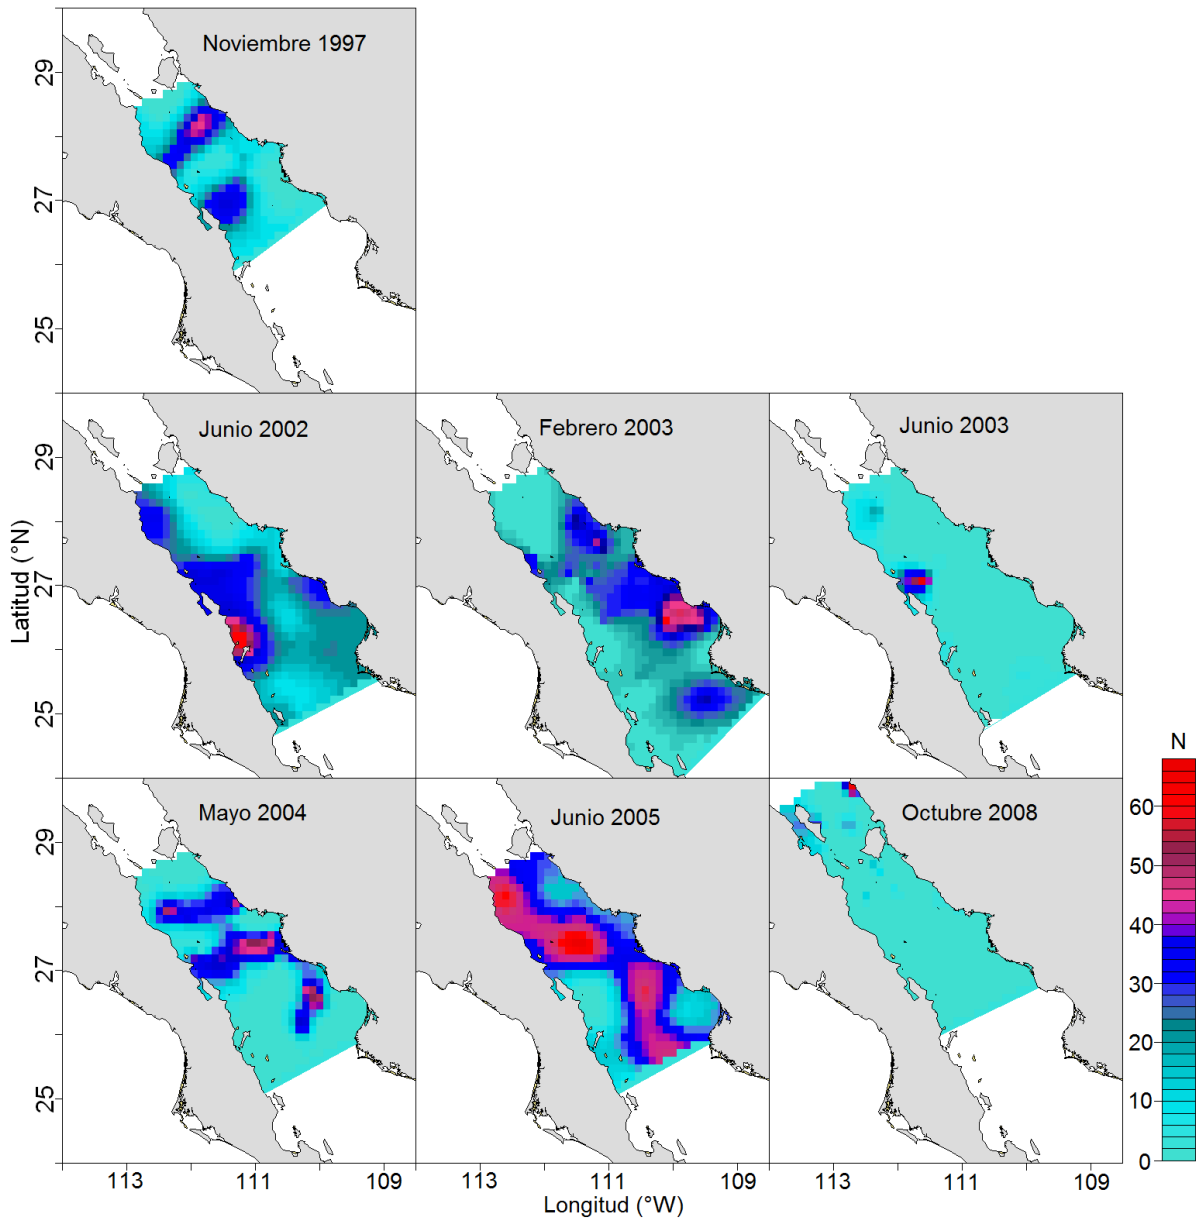 Noviembre 1997
29
27
25
Junio 2002
Febrero 2003
Junio 2003
29
27
25
Latitud (°N)
Mayo 2004
Junio 2005
Octubre 2008
29
27
25
N
60
50
40
30
20
10
0
113 111 109 113 111 109 113 111 109
Longitud (°W)